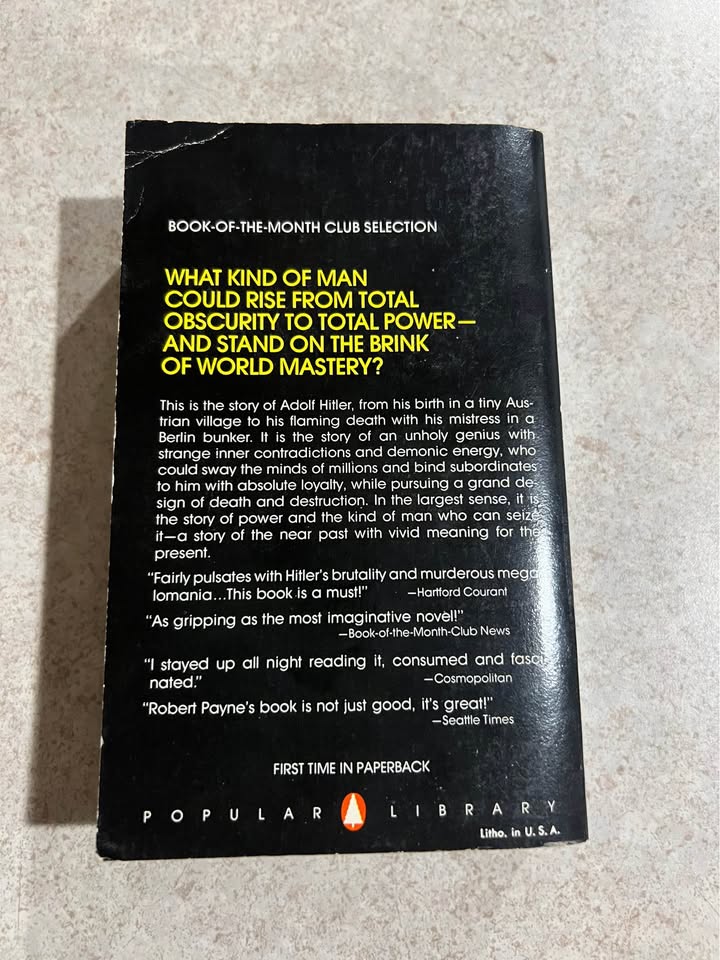 BOOK-OF-THE-MONTH CLUB SELECTION
WHAT KIND OF MAN
COULD RISE FROM TOTAL
OBSCURITY TO TOTAL POWER—
AND STAND ON THE BRINK
OF WORLD MASTERY?
This is the story of Adolf Hitler, from his birth in a tiny Aus-
trian village to his flaming death with his mistress in a
Berlin bunker. It is the story of an unholy genius with
strange inner contradictions and demonic energy, who
could sway the minds of millions and bind subordinates
to him with absolute loyalty, while pursuing a grand de-
sign of death and destruction. In the largest sense, it is
the story of power and the kind of man who can seize
it—a story of the near past with vivid meaning for the
present.
"Fairly pulsates with Hitler's brutality and murderous mega
lomania...This book is a must!" —Hartford Courant
"As gripping as the most imaginative novel!"
—Book-of-the-Month-Club News
"I stayed up all night reading it, consumed and fasci
nated." —Cosmopolitan
"Robert Payne's book is not just good, it's great!"
—Seattle Times
FIRST TIME IN PAPERBACK
POPULAR LIBRARY
Litho. in U. S. A.